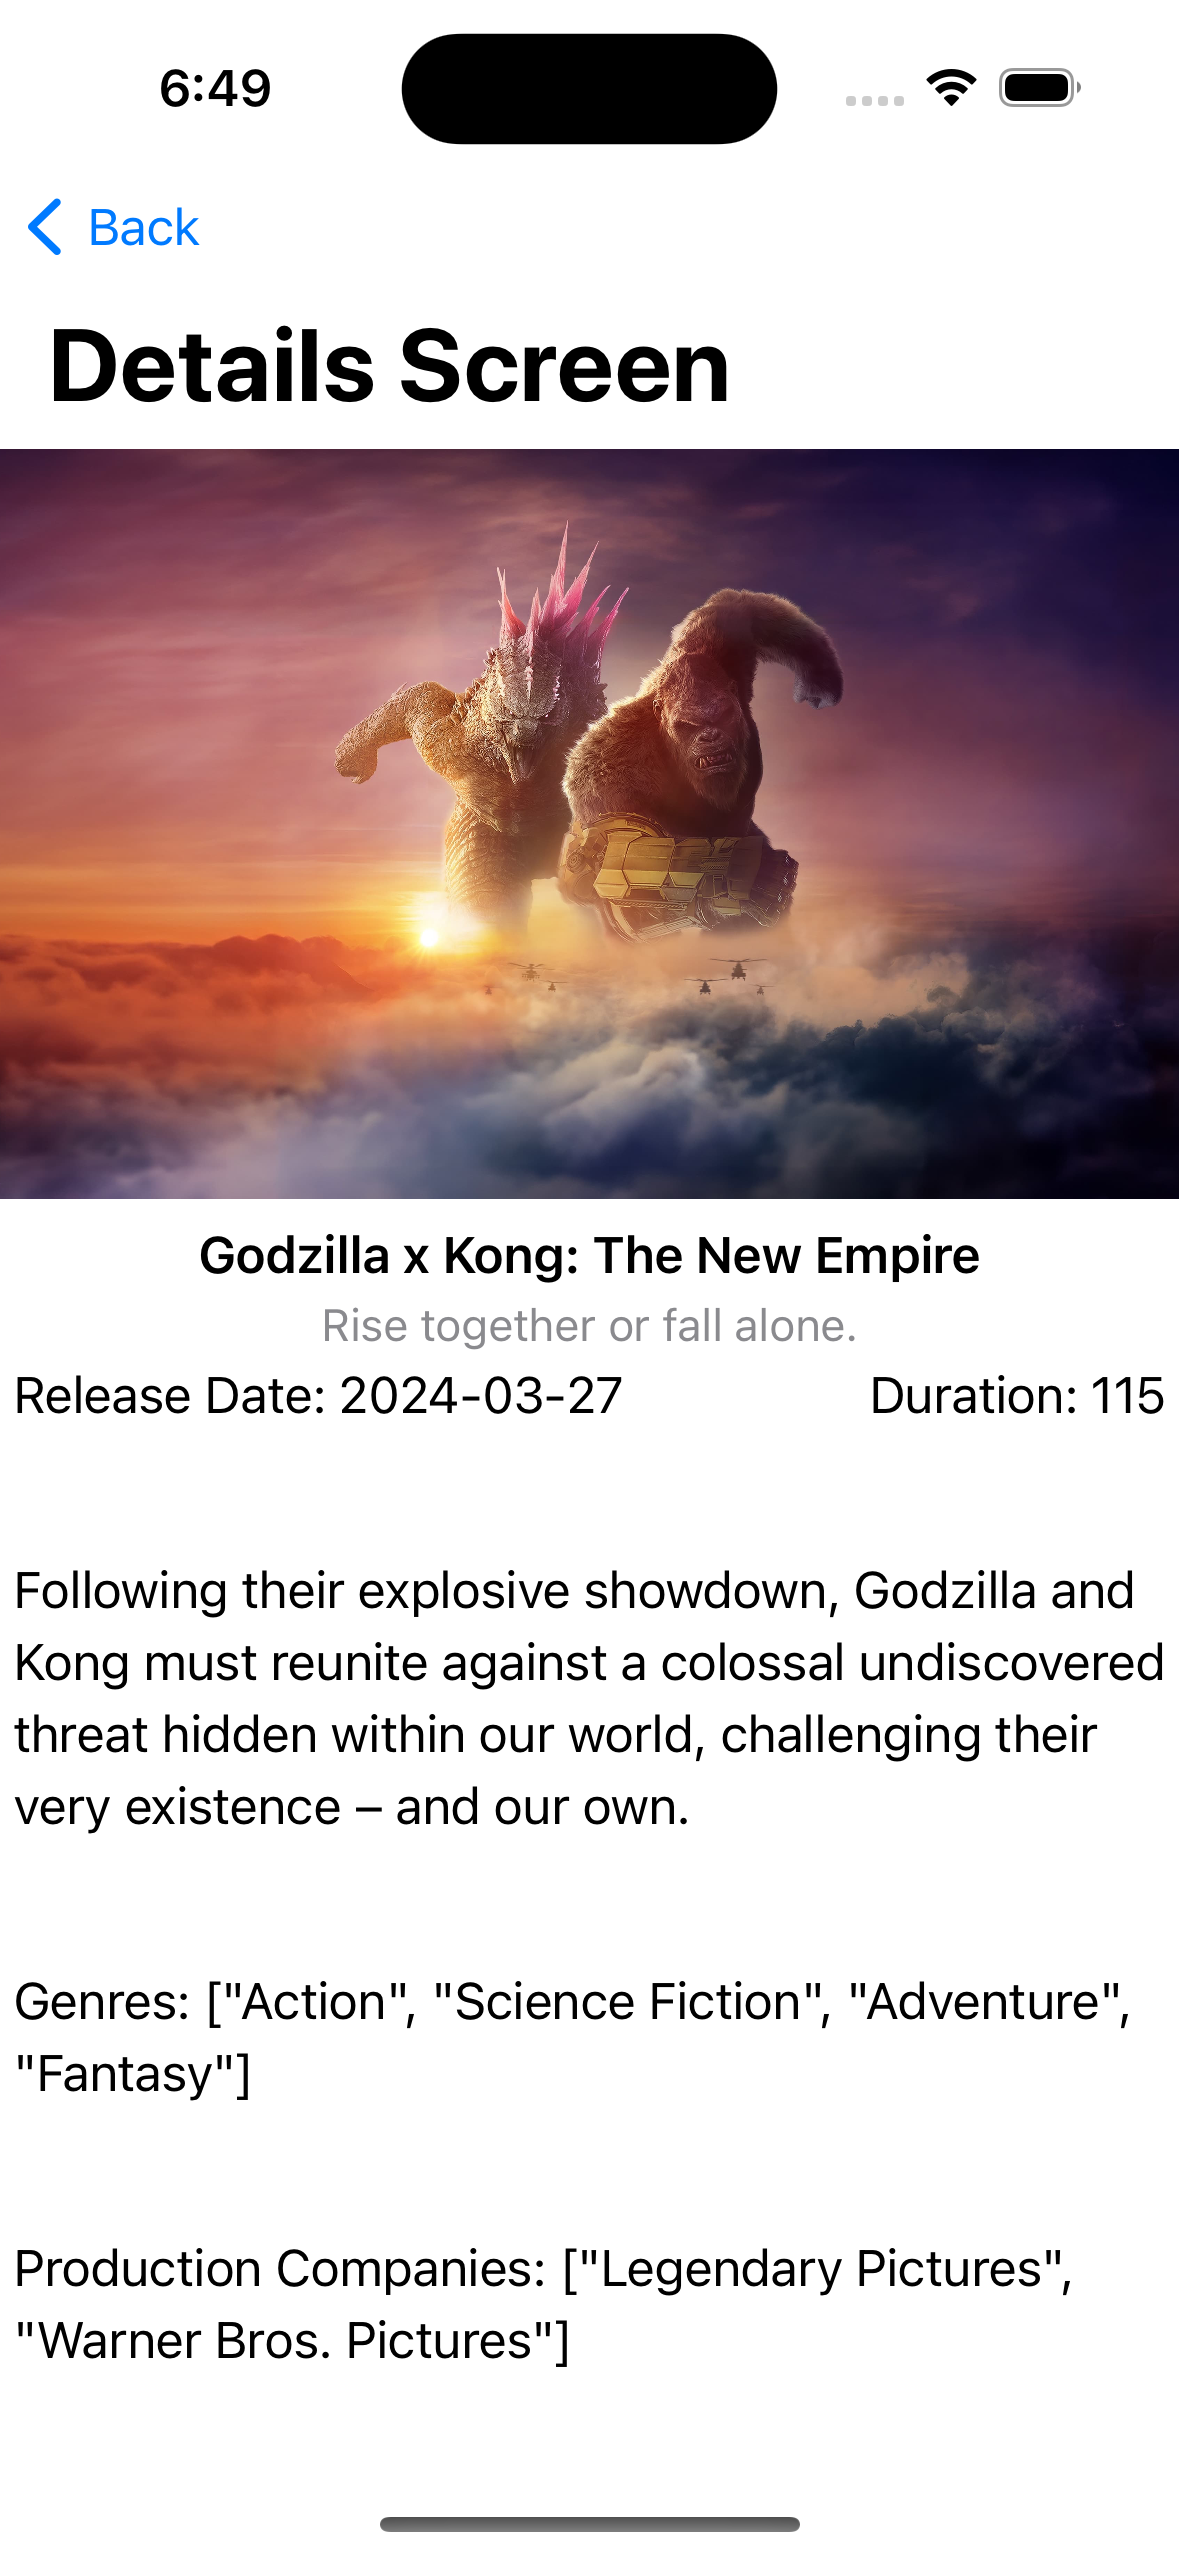 6:49
Back
Details Screen
Godzilla x Kong: The New Empire
Rise together or fall alone.
Release Date: 2024-03-27 Duration: 115
Following their explosive showdown, Godzilla and
Kong must reunite against a colossal undiscovered
threat hidden within our world, challenging their
very existence – and our own.
Genres: ["Action", "Science Fiction", "Adventure",
"Fantasy"]
Production Companies: ["Legendary Pictures",
"Warner Bros. Pictures"]